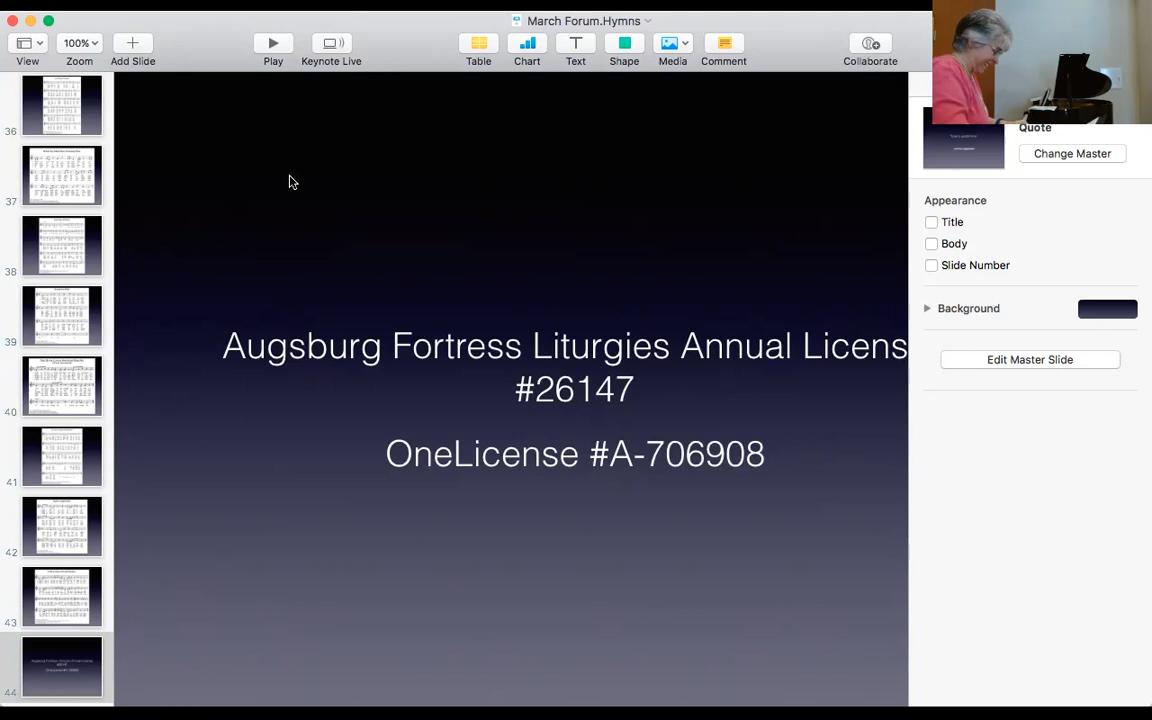 March Forum.Hymns
100%
View
Zoom
Add Slide
Play
Keynote Live
Table
Chart
Text
Shape
Media
Comment
Collaborate
36
37
38
39
40
41
42
43
44
Augsburg Fortress Liturgies Annual Licens
#26147
OneLicense #A-706908
Quote
Change Master
Appearance
Title
Body
Slide Number
Background
Edit Master Slide